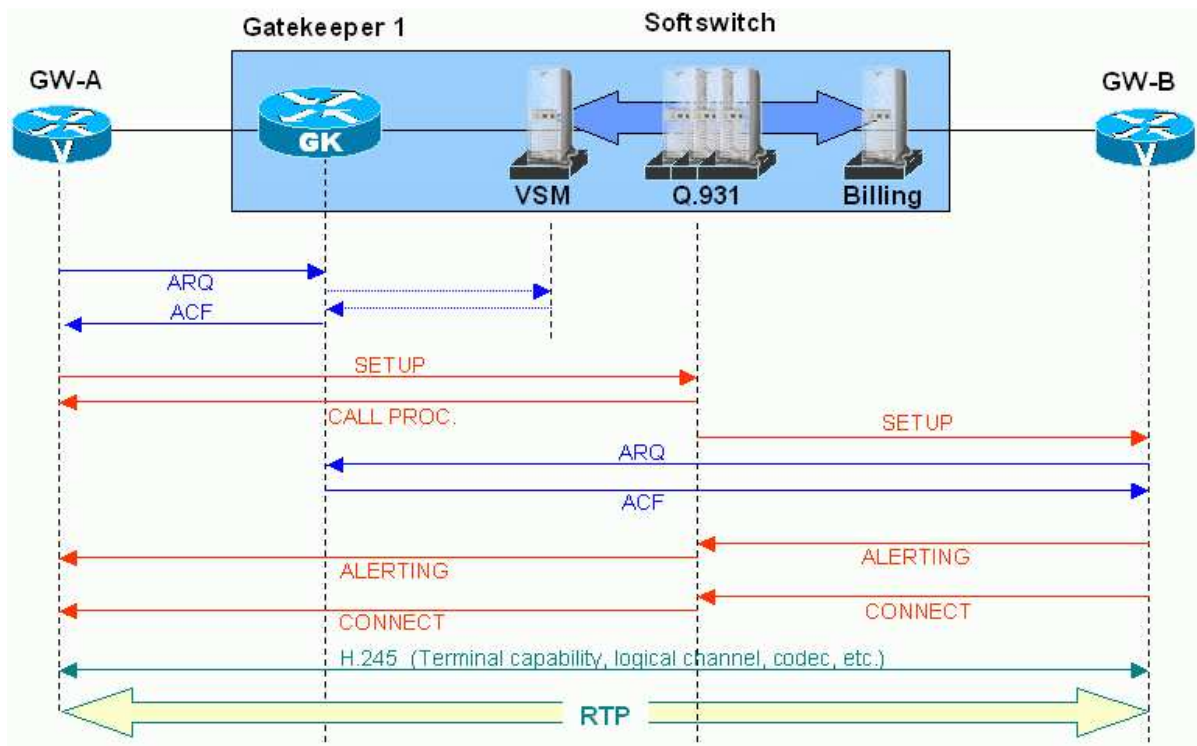 Gatekeeper 1
Softswitch
GW-A
GW-B
V
GK
V
VSM
Q.931
Billing
ARQ
ACF
SETUP
CALL PROC.
SETUP
ARQ
ACF
ALERTING
ALERTING
CONNECT
CONNECT
H.245 (Terminal capability, logical channel, codec, etc.)
RTP